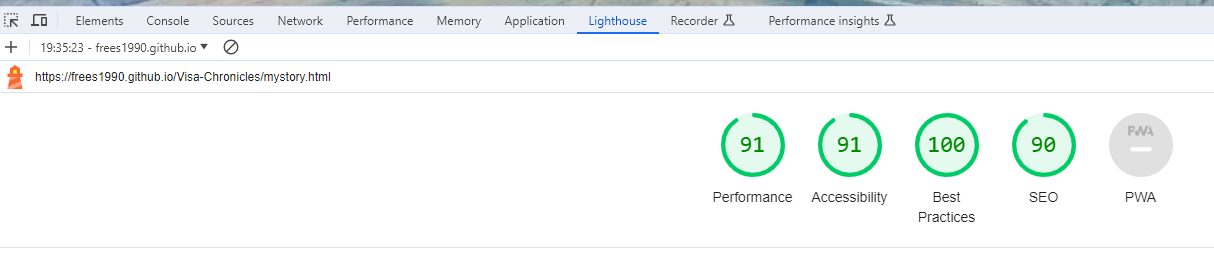 Elements Console Sources Network Performance Memory Application Lighthouse Recorder Performance insights
19:35:23 - frees1990.github.io
https://frees1990.github.io/Visa-Chronicles/mystory.html
91 91 100 90 PWA
Performance Accessibility Best Practices SEO PWA